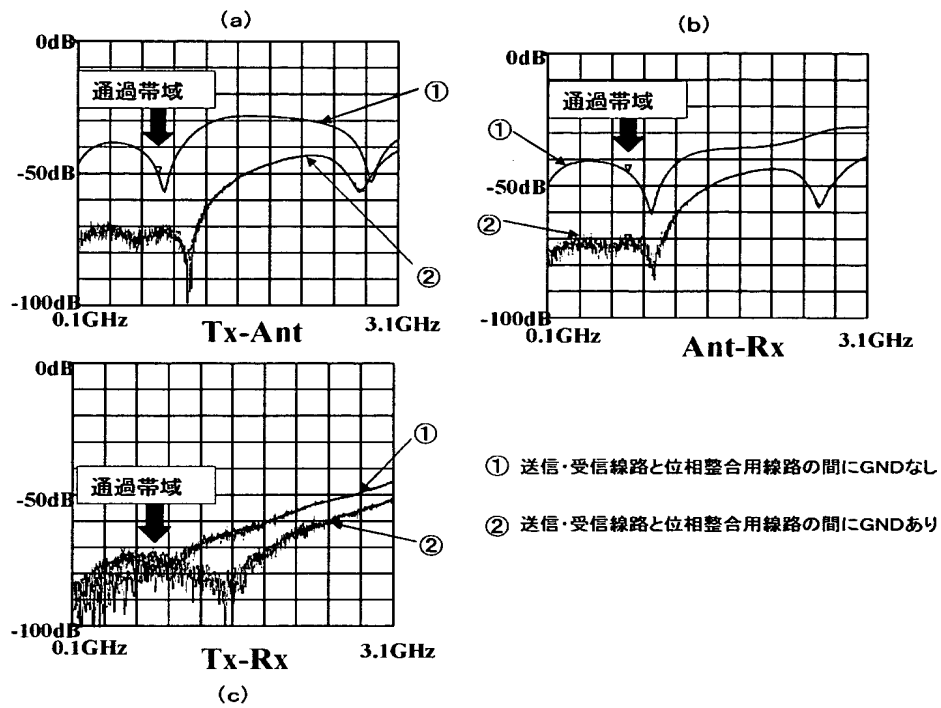 (a)
0dB
通過帯域
①
-50dB
②
-100dB
0.1GHz
Tx-Ant
3.1GHz
(b)
0dB
通過帯域
①
-50dB
②
-100dB
0.1GHz
Ant-Rx
3.1GHz
0dB
①
通過帯域
-50dB
②
-100dB
0.1GHz
Tx-Rx
3.1GHz
(c)
① 送信・受信線路と位相整合用線路の間にGNDなし
② 送信・受信線路と位相整合用線路の間にGNDあり